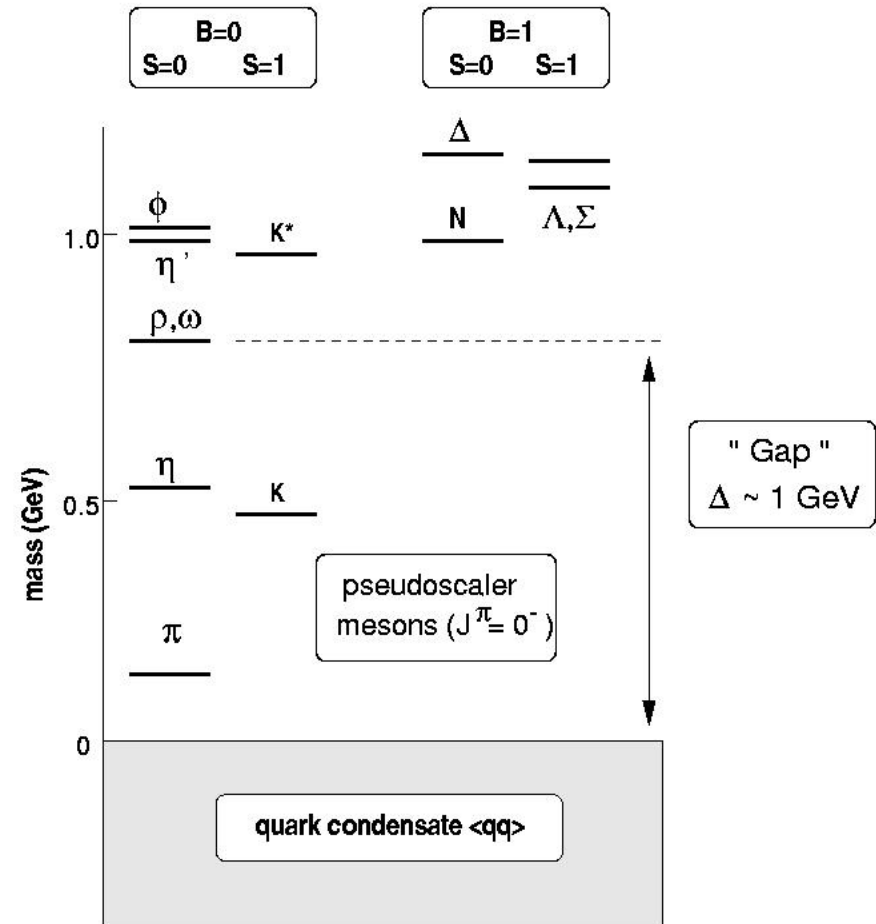 B=0
S=0 S=1
B=1
S=0 S=1
Δ
ϕ
1.0
K*
N
Λ,Σ
η '
ρ,ω
" Gap "
Δ ~ 1 GeV
η
K
0.5
mass (GeV)
pseudoscaler
mesons (J^π= 0^-)
π
0
quark condensate <qq>